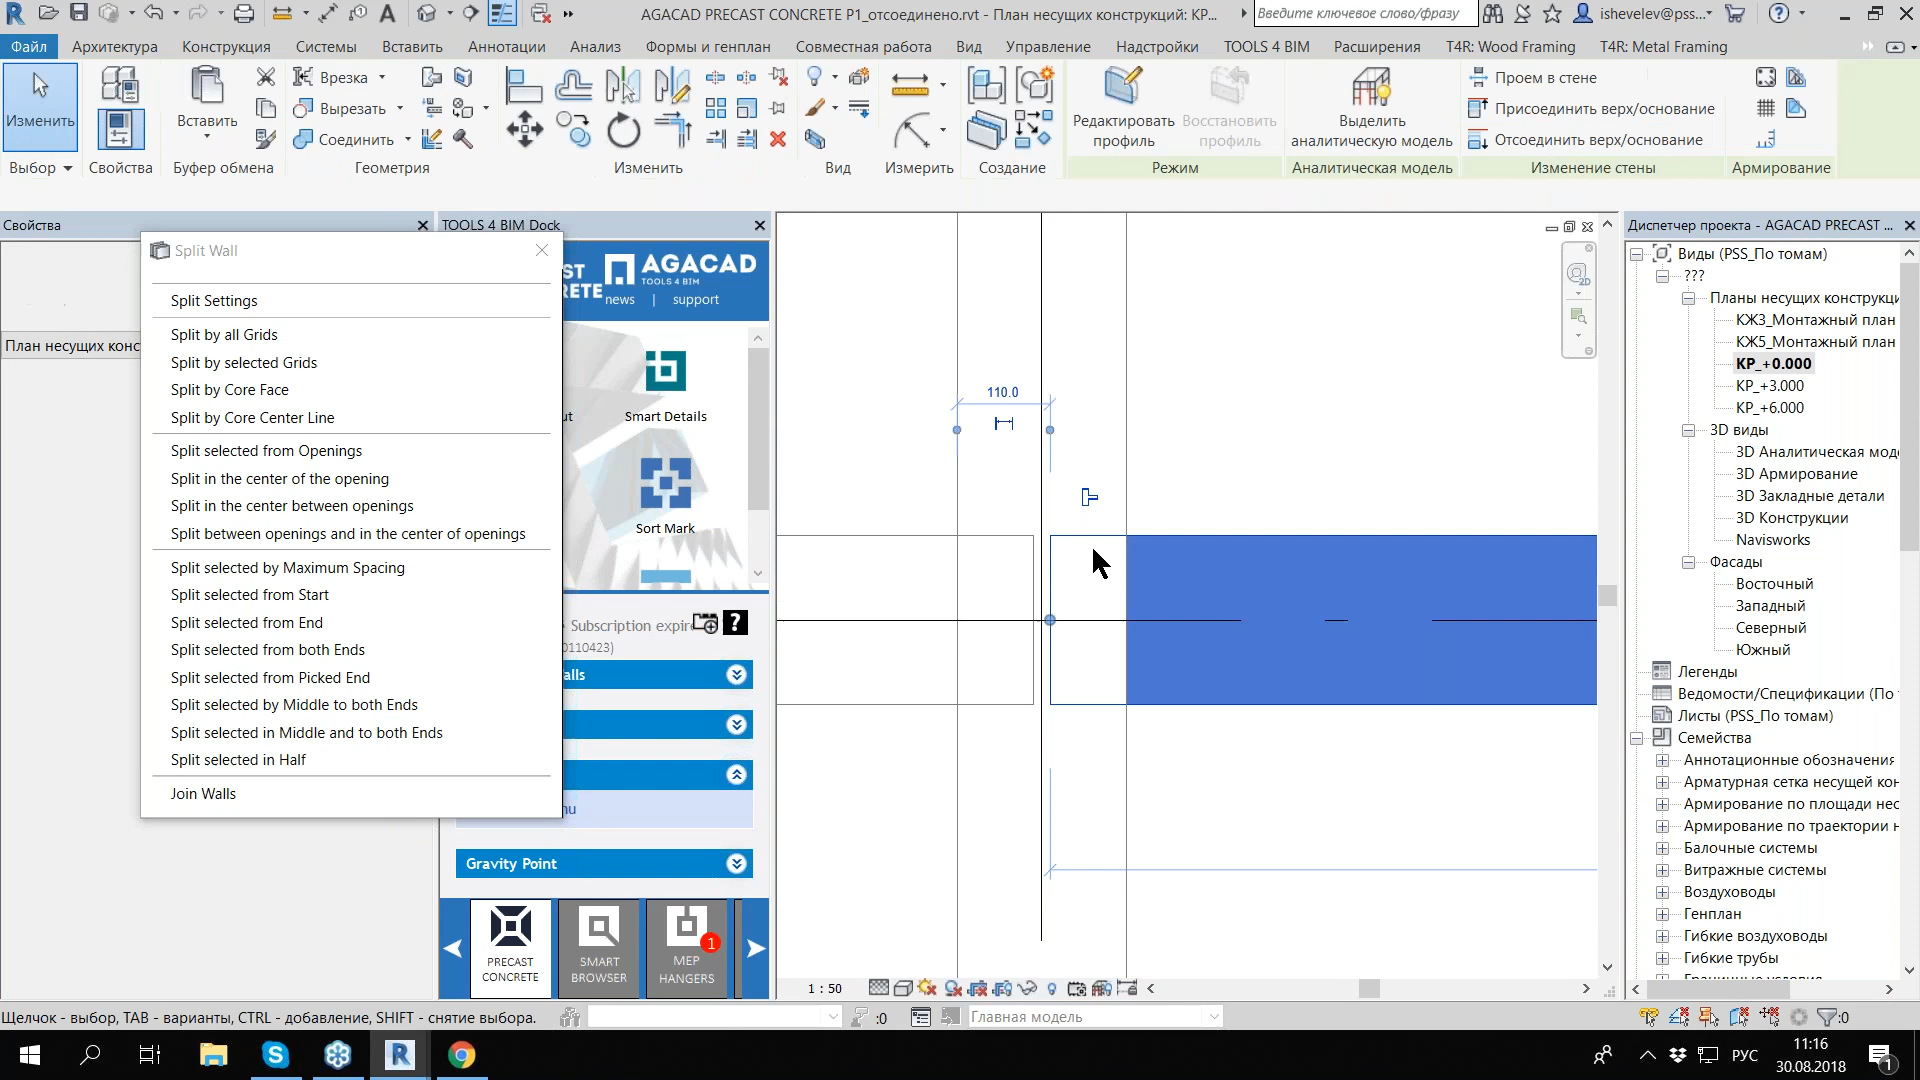 AGACAD PRECAST CONCRETE P1_отсоединено.rvt - План несущих конструкций: КР...
Введите ключевое слово/фразу
ishevelev@pss...
Файл
Архитектура
Конструкция
Системы
Вставить
Аннотации
Анализ
Формы и генплан
Совместная работа
Вид
Управление
Надстройки
TOOLS 4 BIM
Расширения
T4R: Wood Framing
T4R: Metal Framing
Изменить
Вставить
Врезка
Вырезать
Соединить
Редактировать
профиль
Восстановить
профиль
Выделить
аналитическую модель
Проем в стене
Присоединить верх/основание
Отсоединить верх/основание
Выбор
Свойства
Буфер обмена
Геометрия
Изменить
Вид
Измерить
Создание
Режим
Аналитическая модель
Изменение стены
Армирование
Свойства
План несущих конс
Split Wall
Split Settings
Split by all Grids
Split by selected Grids
Split by Core Face
Split by Core Center Line
Split selected from Openings
Split in the center of the opening
Split in the center between openings
Split between openings and in the center of openings
Split selected by Maximum Spacing
Split selected from Start
Split selected from End
Split selected from both Ends
Split selected from Picked End
Split selected by Middle to both Ends
Split selected in Middle and to both Ends
Split selected in Half
Join Walls
TOOLS 4 BIM Dock
ST
RETE
AGACAD
TOOLS 4 BIM
news | support
ut
Smart Details
Sort Mark
Subscription expire
0110423)
?
alls
nu
Gravity Point
PRECAST
CONCRETE
SMART
BROWSER
MEP
HANGERS
1
110.0
2D
1 : 50
Диспетчер проекта - AGACAD PRECAST ...
Виды (PSS_По томам)
???
Планы несущих конструкци
КЖ3_Монтажный план
КЖ5_Монтажный план
КР_+0.000
КР_+3.000
КР_+6.000
3D виды
3D Аналитическая мод
3D Армирование
3D Закладные детали
3D Конструкции
Navisworks
Фасады
Восточный
Западный
Северный
Южный
Легенды
Ведомости/Спецификации (По
Листы (PSS_По томам)
Семейства
Аннотационные обозначения
Арматурная сетка несущей кон
Армирование по площади нес
Армирование по траектории н
Балочные системы
Витражные системы
Воздуховоды
Генплан
Гибкие воздуховоды
Гибкие трубы
Щелчок - выбор, TAB - варианты, CTRL - добавление, SHIFT - снятие выбора.
:0
Главная модель
:0
РУС
11:16
30.08.2018
1